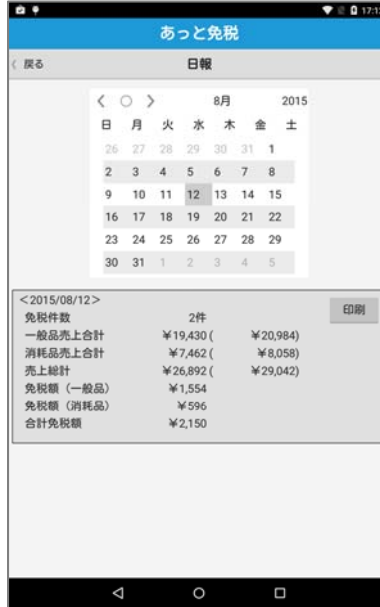 17:12
あっと免税
〈 戻る 日報
8月 2015
日 月 火 水 木 金 土
26 27 28 29 30 31 1
2 3 4 5 6 7 8
9 10 11 12 13 14 15
16 17 18 19 20 21 22
23 24 25 26 27 28 29
30 31 1 2 3 4 5
<2015/08/12> 印刷
免税件数 2件
一般品売上合計 ¥19,430 ( ¥20,984)
消耗品売上合計 ¥7,462 ( ¥8,058)
売上総計 ¥26,892 ( ¥29,042)
免税額（一般品） ¥1,554
免税額（消耗品） ¥596
合計免税額 ¥2,150